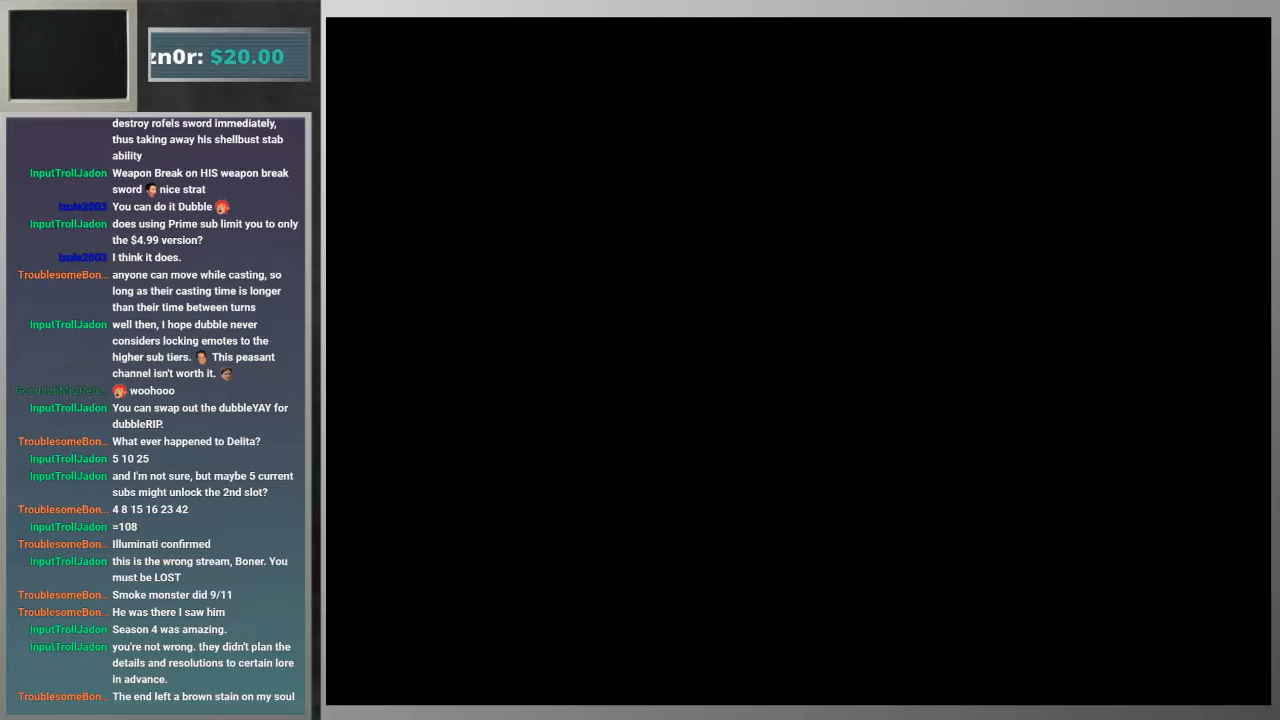 zn0r: $20.00
destroy rofels sword immediately,
thus taking away his shellbust stab
ability
InputTrollJadon Weapon Break on HIS weapon break
sword nice strat
Izule2003 You can do it Dubble
InputTrollJadon does using Prime sub limit you to only
the $4.99 version?
Izule2003 I think it does.
TroublesomeBon... anyone can move while casting, so
long as their casting time is longer
than their time between turns
InputTrollJadon well then, I hope dubble never
considers locking emotes to the
higher sub tiers. This peasant
channel isn't worth it.
woohooo
InputTrollJadon You can swap out the dubbleYAY for
dubbleRIP.
TroublesomeBon... What ever happened to Delita?
InputTrollJadon 5 10 25
InputTrollJadon and I'm not sure, but maybe 5 current
subs might unlock the 2nd slot?
TroublesomeBon... 4 8 15 16 23 42
InputTrollJadon =108
TroublesomeBon... Illuminati confirmed
InputTrollJadon this is the wrong stream, Boner. You
must be LOST
TroublesomeBon... Smoke monster did 9/11
TroublesomeBon... He was there I saw him
InputTrollJadon Season 4 was amazing.
InputTrollJadon you're not wrong. they didn't plan the
details and resolutions to certain lore
in advance.
TroublesomeBon... The end left a brown stain on my soul